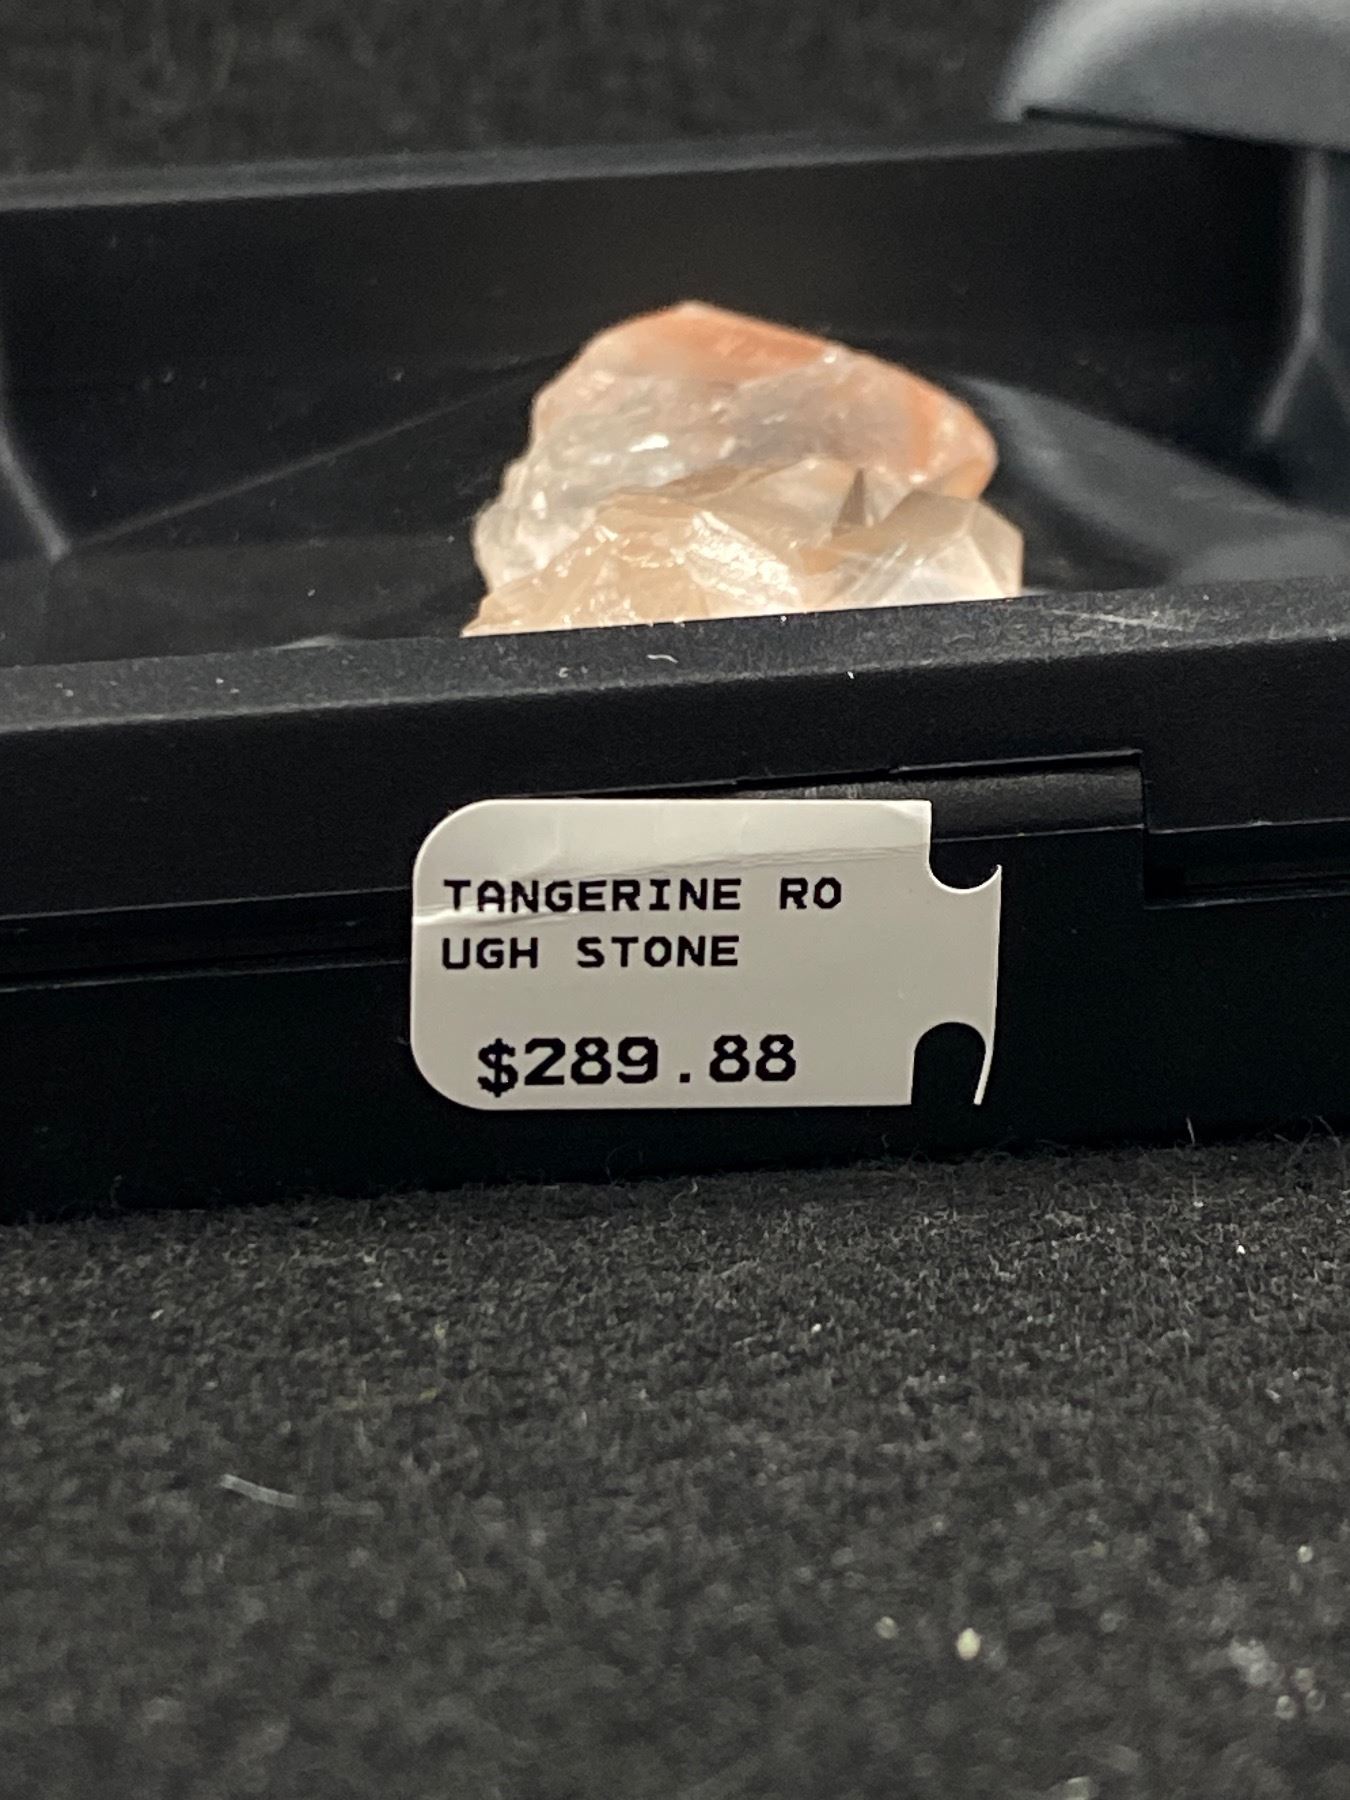 TANGERINE RO
UGH STONE
$289.88